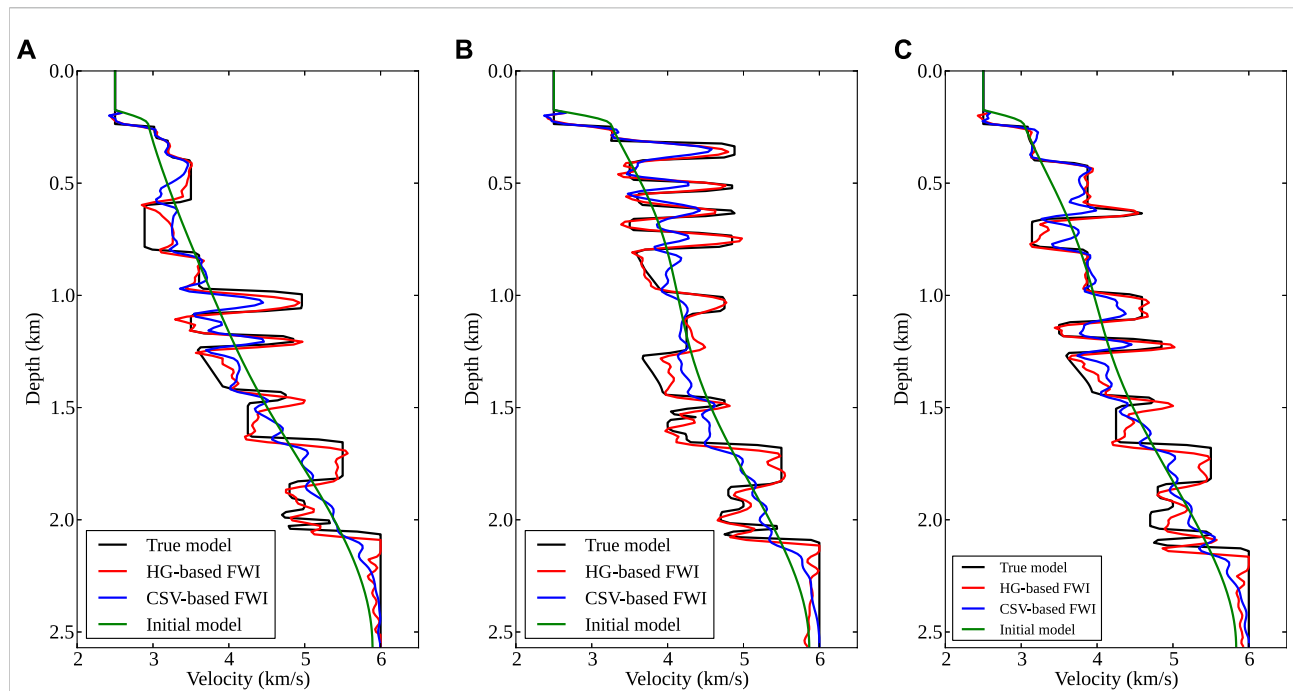 A
0.0
0.5
1.0
1.5
2.0
2.5
Depth (km)
True model
HG-based FWI
CSV-based FWI
Initial model
2 3 4 5 6
Velocity (km/s)
B
0.0
0.5
1.0
1.5
2.0
2.5
Depth (km)
True model
HG-based FWI
CSV-based FWI
Initial model
2 3 4 5 6
Velocity (km/s)
C
0.0
0.5
1.0
1.5
2.0
2.5
Depth (km)
True model
HG-based FWI
CSV-based FWI
Initial model
2 3 4 5 6
Velocity (km/s)